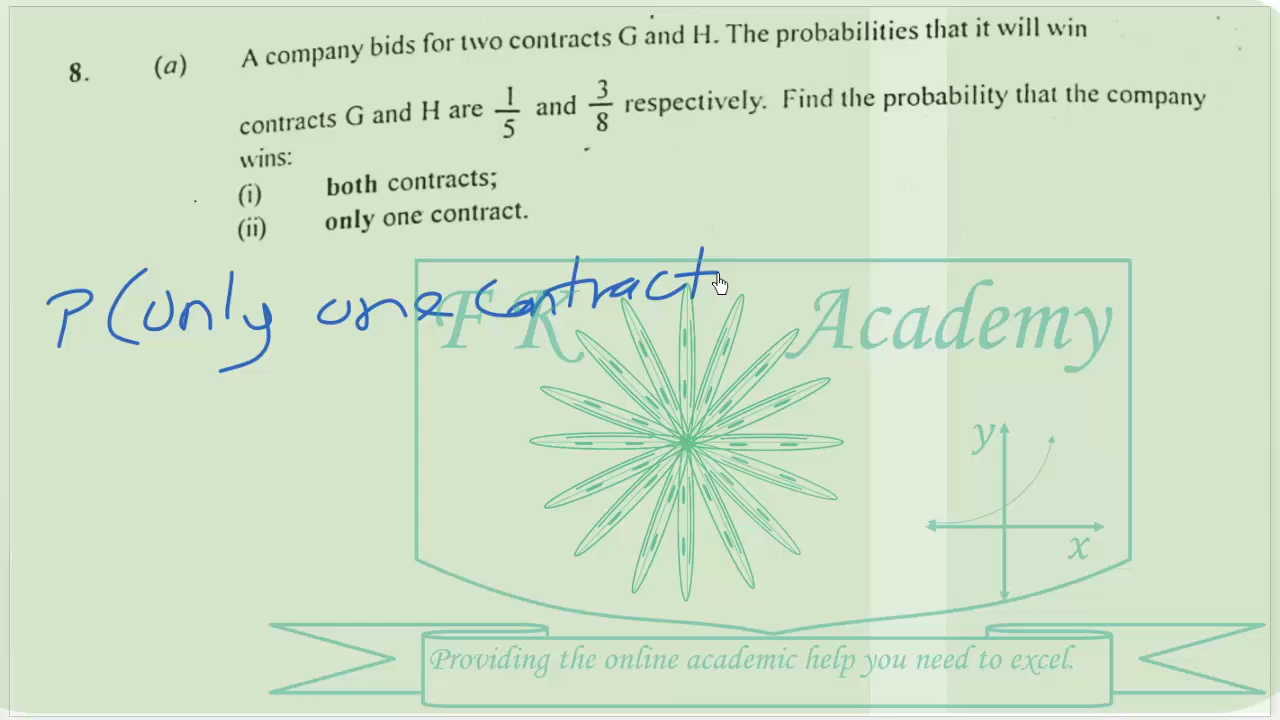 8. (a) A company bids for two contracts G and H. The probabilities that it will win
contracts G and H are 1/5 and 3/8 respectively. Find the probability that the company
wins:
(i) both contracts;
(ii) only one contract.
P(only one contract
F K Academy
y
x
Providing the online academic help you need to excel.